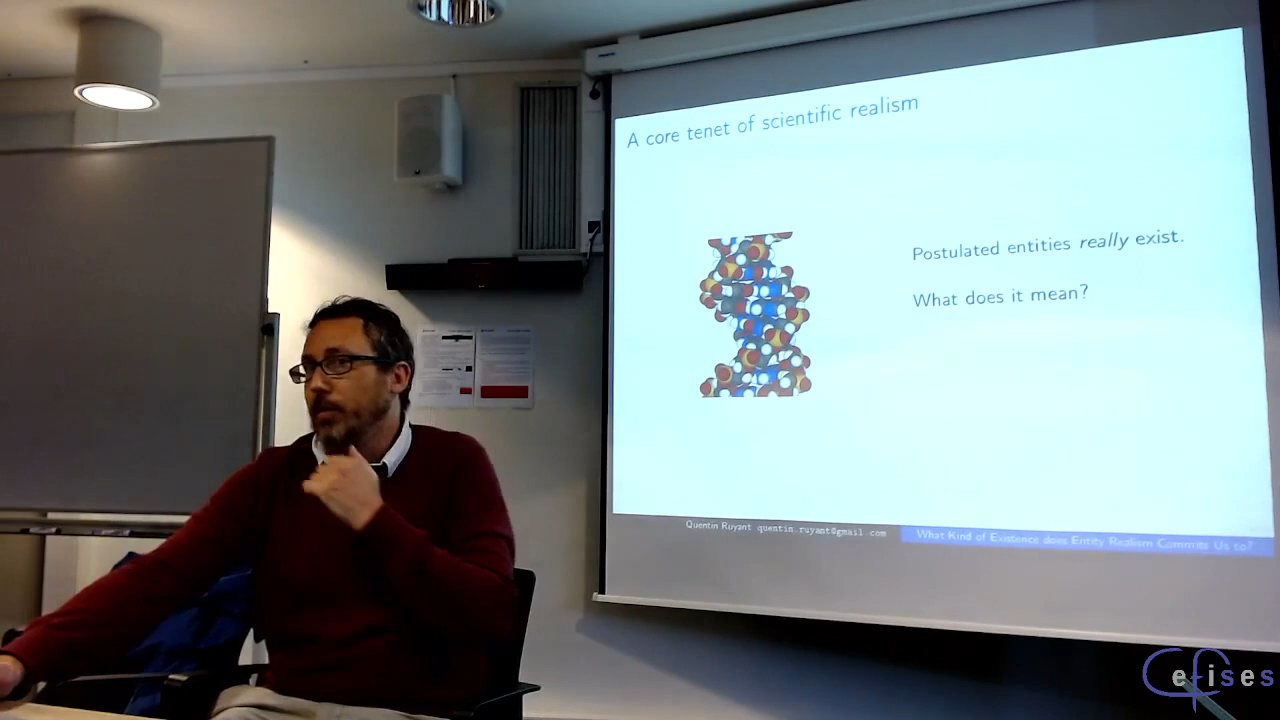 A core tenet of scientific realism
Postulated entities really exist.
What does it mean?
Quentin Ruyant quentin.ruyant@gmail.com
What Kind of Existence does Entity Realism Commits Us to?
Cefises